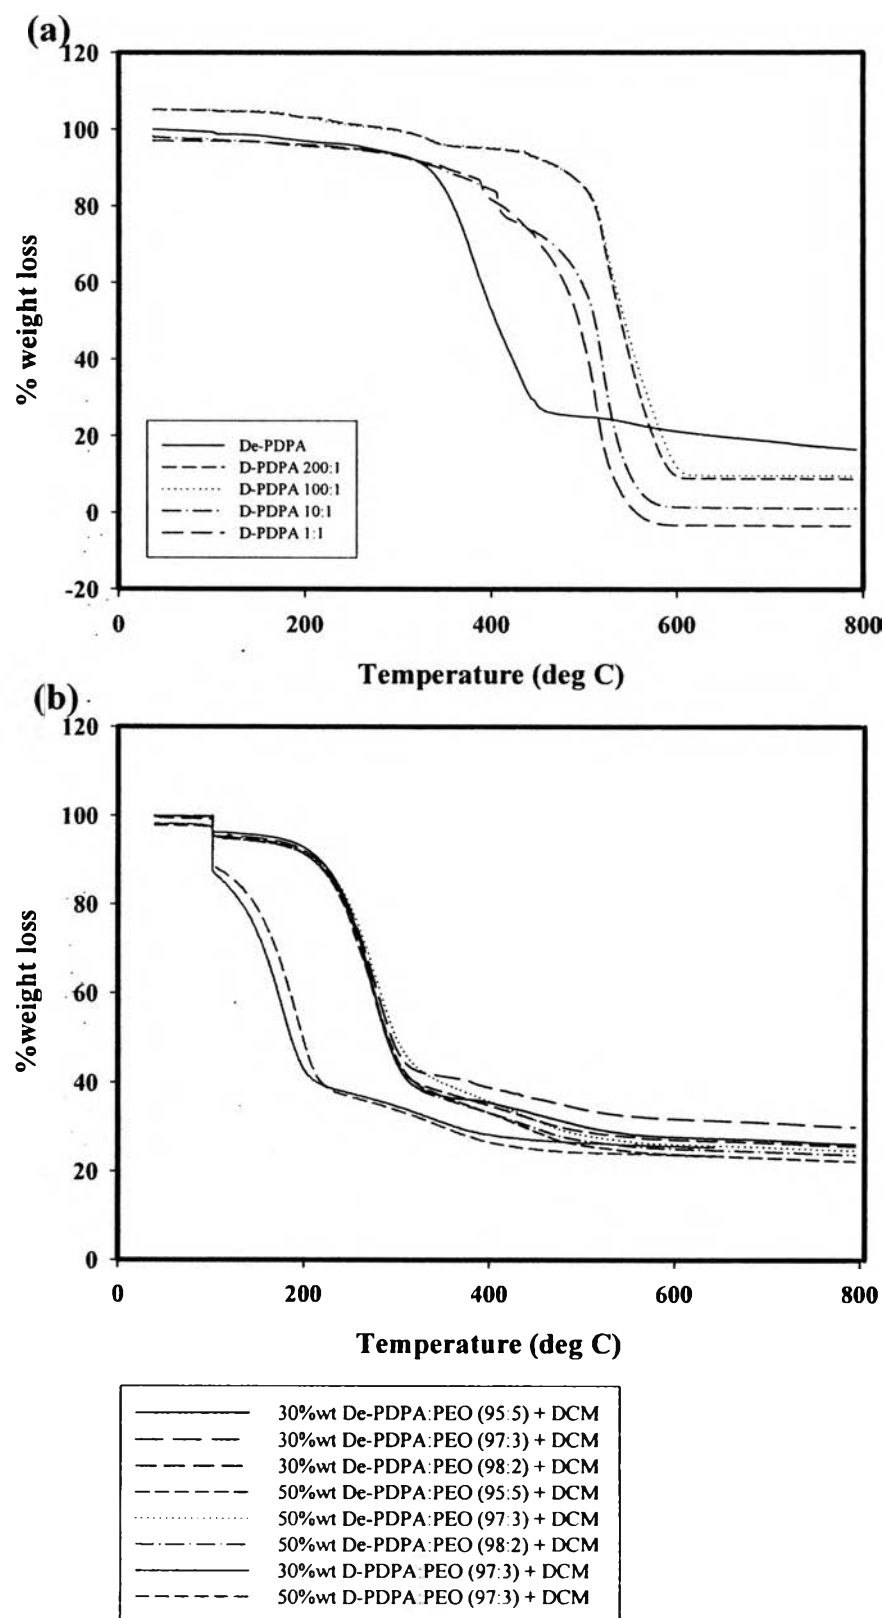 (a)
120
100
80
60
40
20
0
-20
% weight loss
De-PDPA
D-PDPA 200:1
D-PDPA 100:1
D-PDPA 10:1
D-PDPA 1:1
0 200 400 600 800
Temperature (deg C)
(b)
120
100
80
60
40
20
0
%weight loss
0 200 400 600 800
Temperature (deg C)
30%wt De-PDPA:PEO (95:5) + DCM
30%wt De-PDPA:PEO (97:3) + DCM
30%wt De-PDPA:PEO (98:2) + DCM
50%wt De-PDPA:PEO (95:5) + DCM
50%wt De-PDPA:PEO (97:3) + DCM
50%wt De-PDPA:PEO (98:2) + DCM
30%wt D-PDPA:PEO (97:3) + DCM
50%wt D-PDPA:PEO (97:3) + DCM